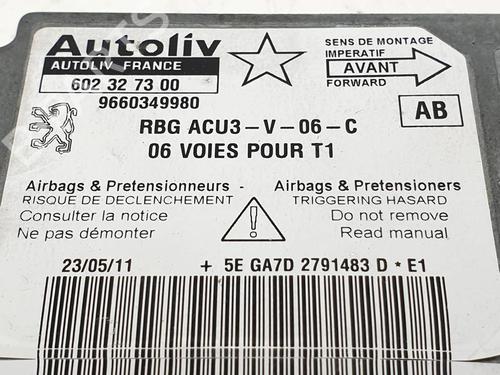 Autoliv
AUTOLIV FRANCE
602 32 73 00
9660349980
SENS DE MONTAGE
IMPERATIF
AVANT
FORWARD
AB
RBG ACU3-V-06-C
06 VOIES POUR T1
Airbags & Pretensionneurs -
RISQUE DE DECLENCHEMENT
Consulter la notice
Ne pas démonter
- Airbags & Pretensioners
TRIGGERING HASARD
Do not remove
Read manual
23/05/11
+ 5E GA7D 2791483 D * E1